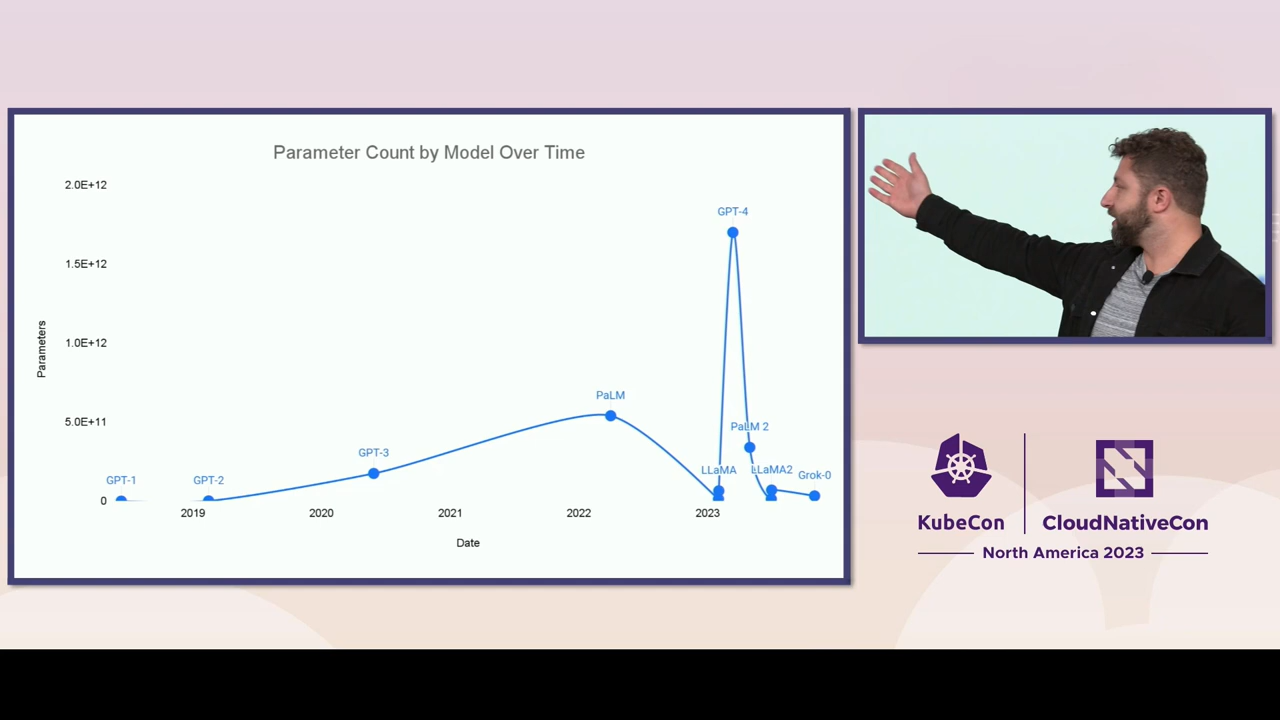 Parameter Count by Model Over Time
2.0E+12
1.5E+12
1.0E+12
5.0E+11
0
Parameters
GPT-1
GPT-2
GPT-3
PaLM
LLaMA
GPT-4
PaLM 2
LLaMA2
Grok-0
2019
2020
2021
2022
2023
Date
KubeCon
CloudNativeCon
North America 2023